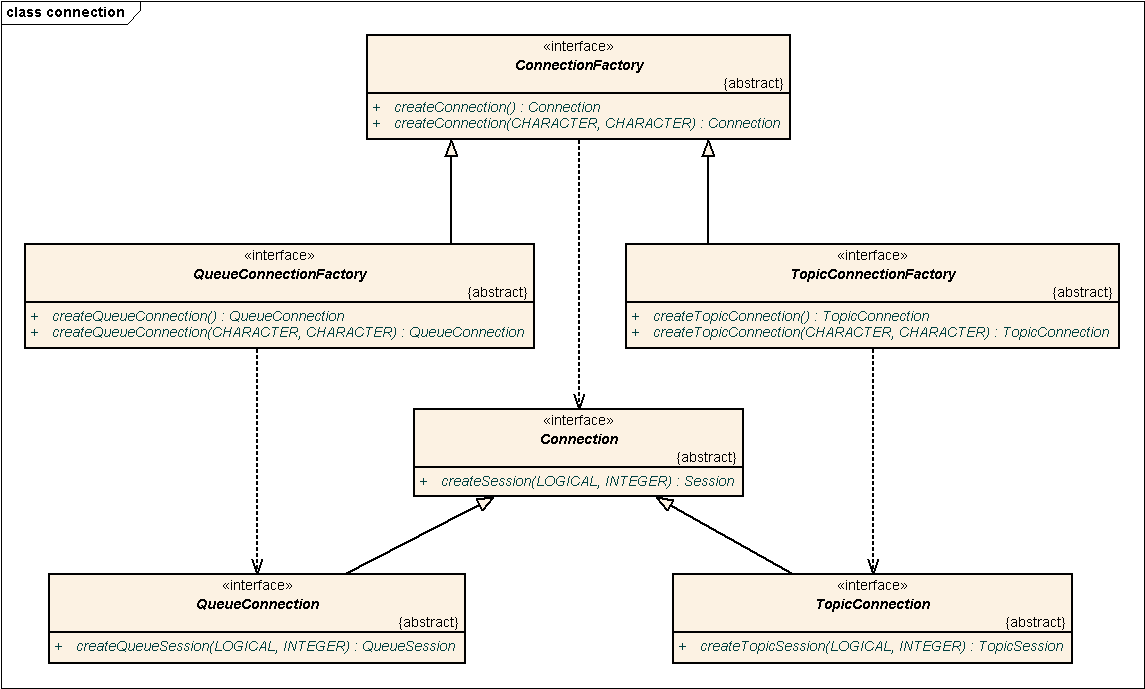 class connection
«interface»
ConnectionFactory
{abstract}
+ createConnection() : Connection
+ createConnection(CHARACTER, CHARACTER) : Connection
«interface»
QueueConnectionFactory
{abstract}
+ createQueueConnection() : QueueConnection
+ createQueueConnection(CHARACTER, CHARACTER) : QueueConnection
«interface»
TopicConnectionFactory
{abstract}
+ createTopicConnection() : TopicConnection
+ createTopicConnection(CHARACTER, CHARACTER) : TopicConnection
«interface»
Connection
{abstract}
+ createSession(LOGICAL, INTEGER) : Session
«interface»
QueueConnection
{abstract}
+ createQueueSession(LOGICAL, INTEGER) : QueueSession
«interface»
TopicConnection
{abstract}
+ createTopicSession(LOGICAL, INTEGER) : TopicSession